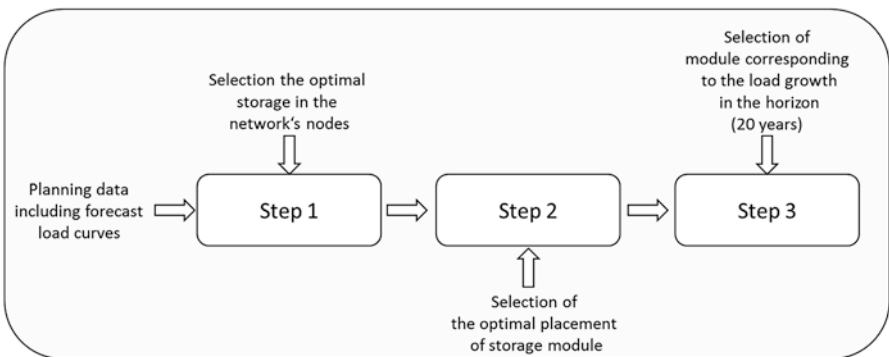 Selection of
module corresponding
to the load growth
in the horizon
(20 years)
Selection the optimal
storage in the
network‘s nodes
Planning data
including forecast
load curves
Step 1
Step 2
Step 3
Selection of
the optimal placement
of storage module